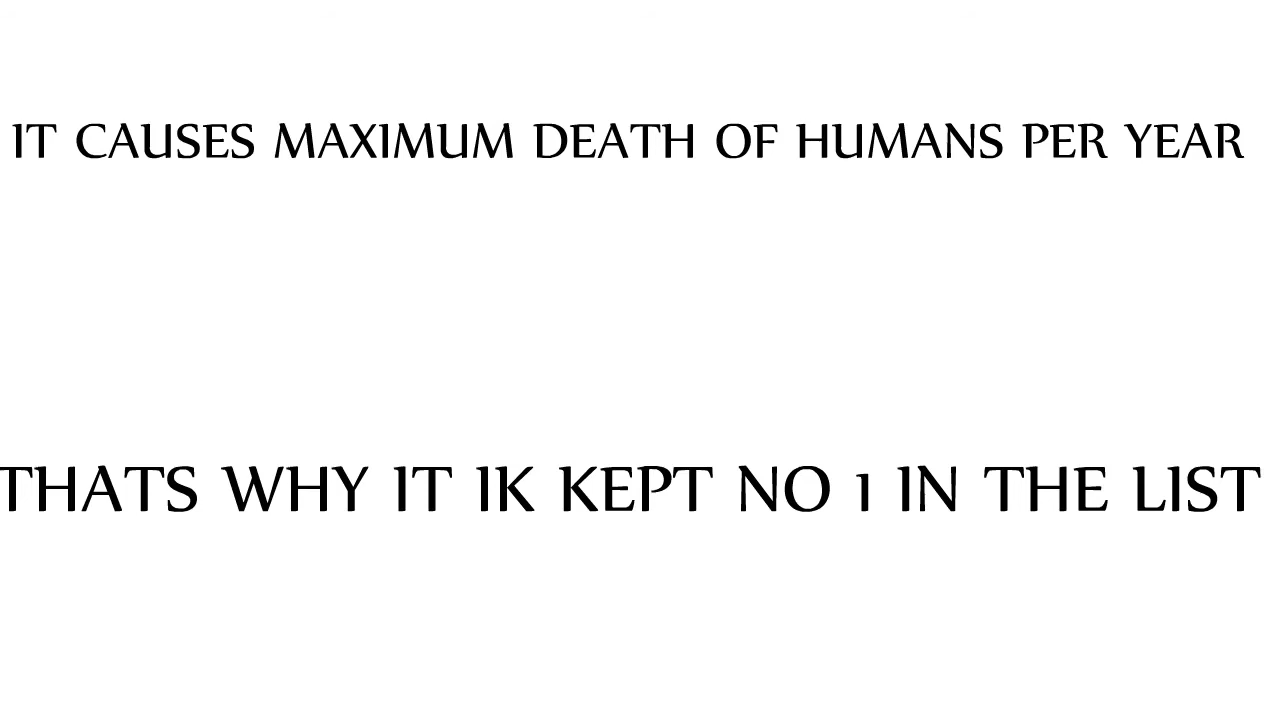 IT CAUSES MAXIMUM DEATH OF HUMANS PER YEAR
THATS WHY IT IK KEPT NO 1 IN THE LIST